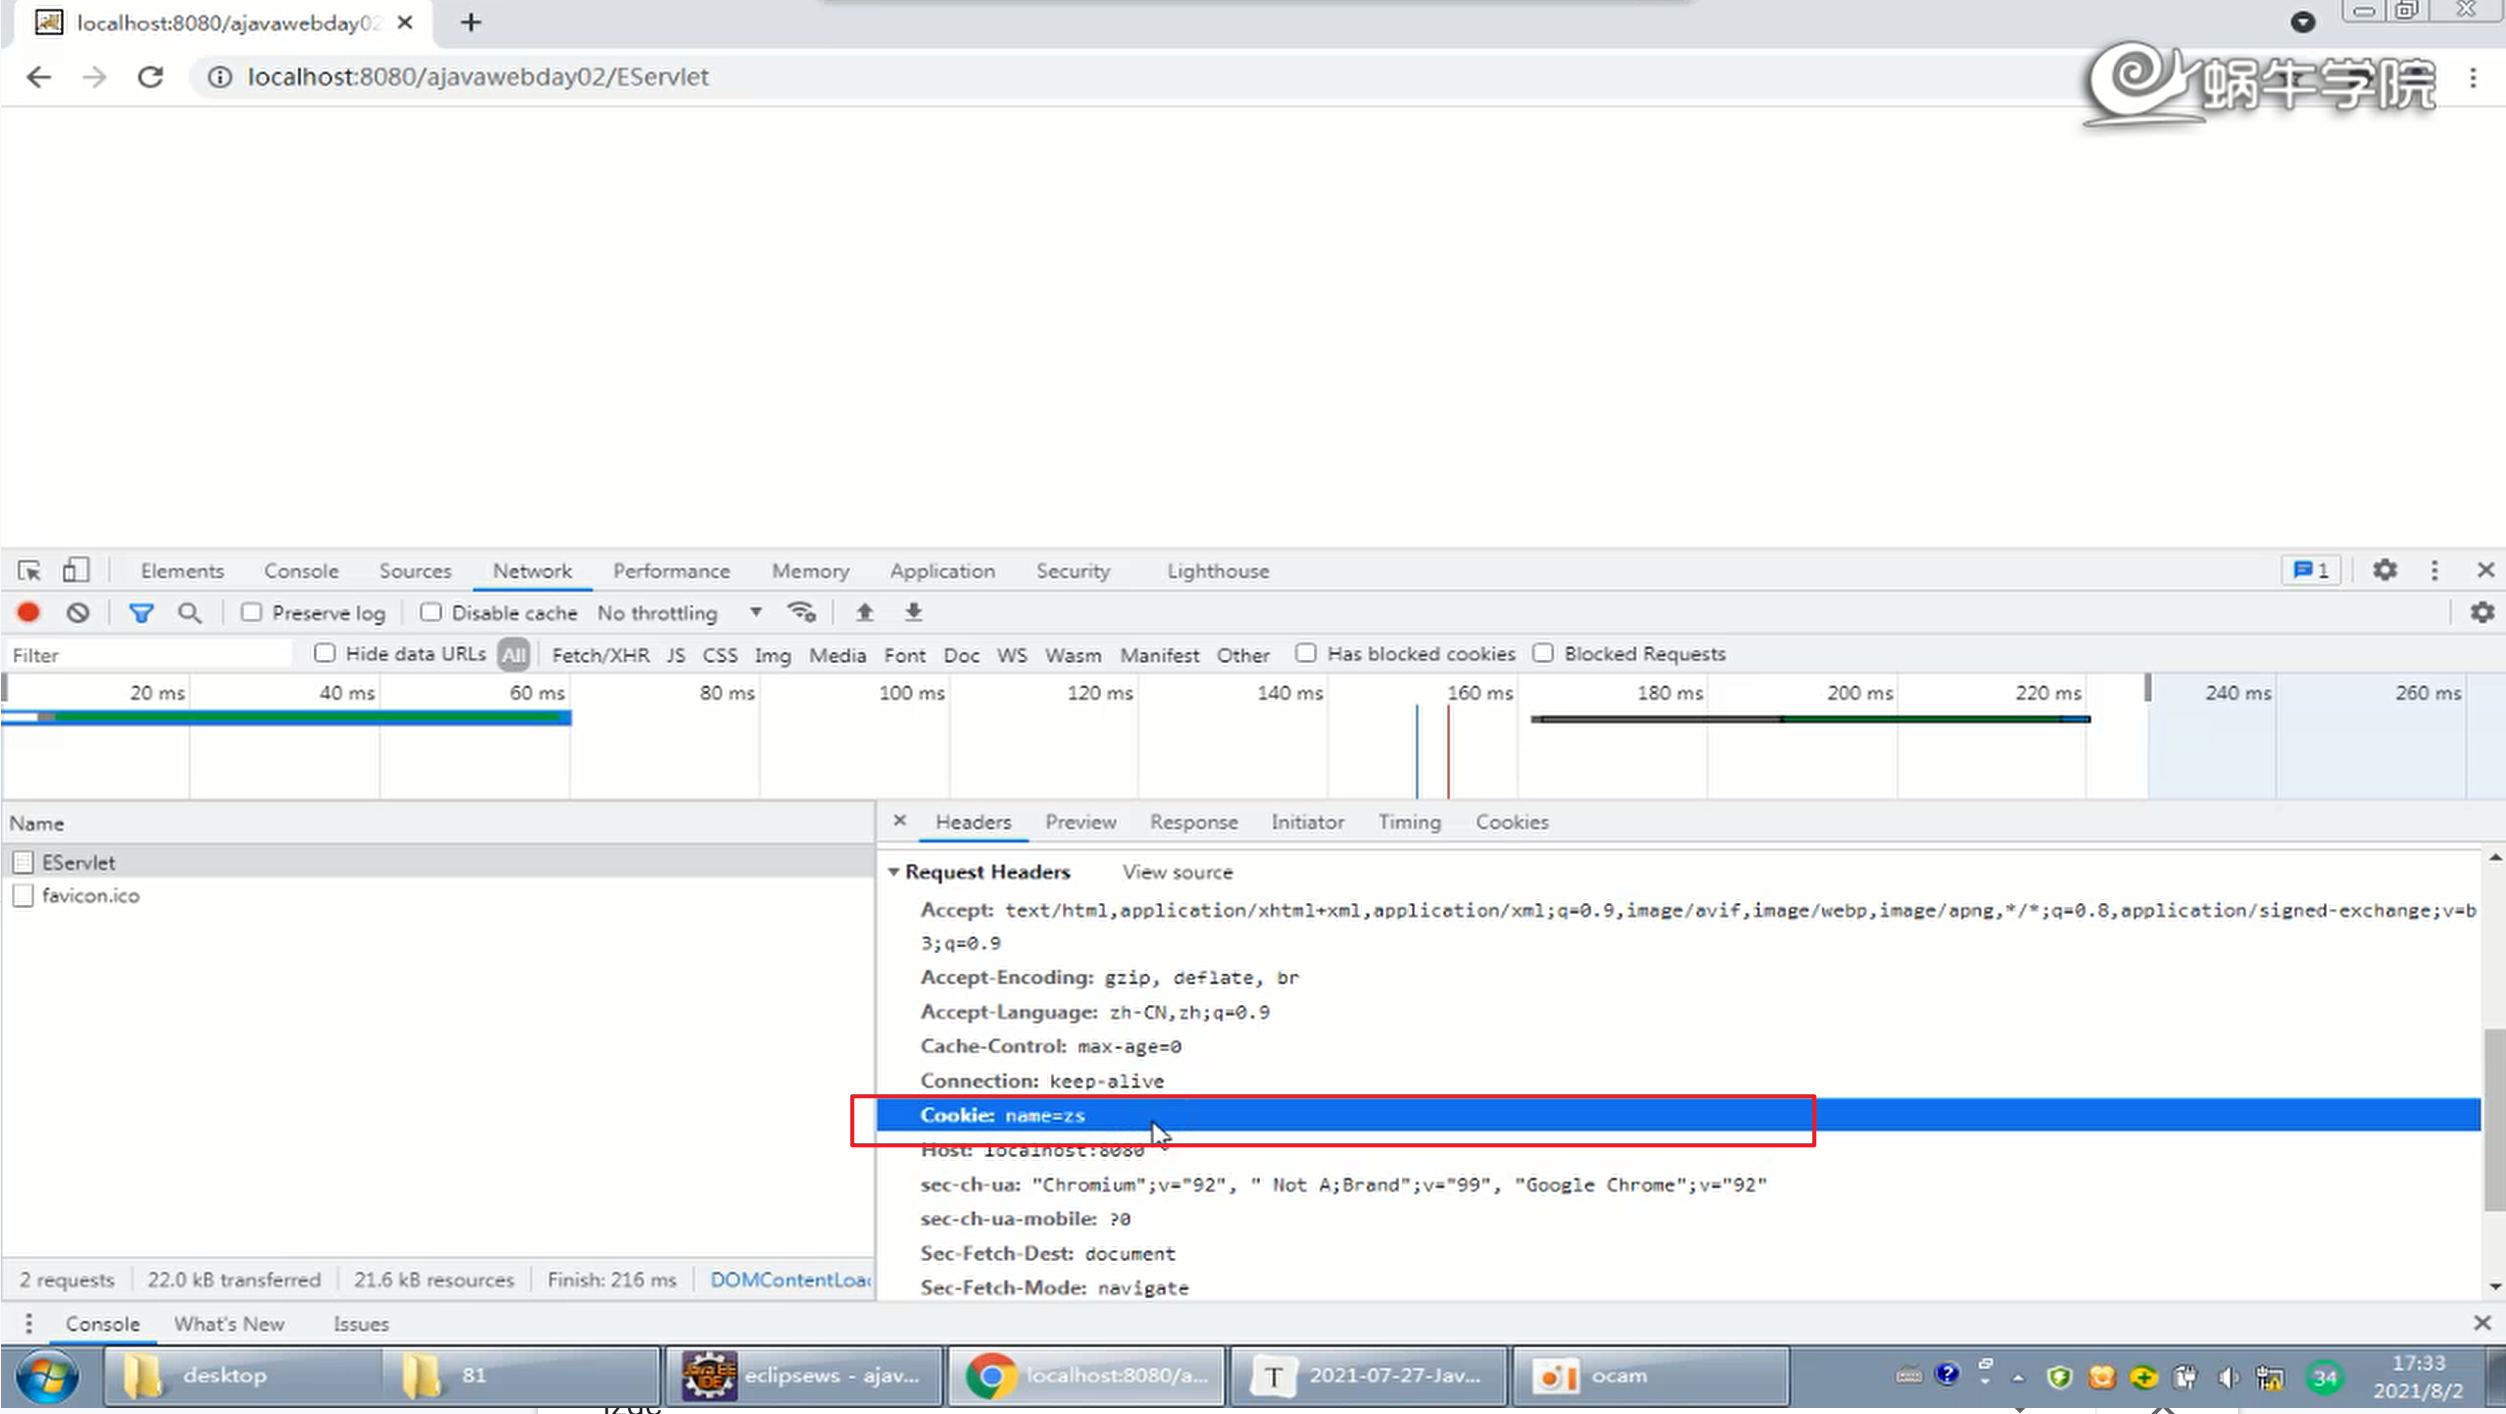 localhost:8080/ajavawebday02
localhost:8080/ajavawebday02/EServlet
蜗牛学院
Elements Console Sources Network Performance Memory Application Security Lighthouse 1
Preserve log Disable cache No throttling
Filter Hide data URLs All Fetch/XHR JS CSS Img Media Font Doc WS Wasm Manifest Other Has blocked cookies Blocked Requests
20 ms 40 ms 60 ms 80 ms 100 ms 120 ms 140 ms 160 ms 180 ms 200 ms 220 ms 240 ms 260 ms
Name
EServlet
favicon.ico
Headers Preview Response Initiator Timing Cookies
Request Headers View source
Accept: text/html,application/xhtml+xml,application/xml;q=0.9,image/avif,image/webp,image/apng,*/*;q=0.8,application/signed-exchange;v=b
3;q=0.9
Accept-Encoding: gzip, deflate, br
Accept-Language: zh-CN,zh;q=0.9
Cache-Control: max-age=0
Connection: keep-alive
Cookie: name=zs
Host: localhost:8080
sec-ch-ua: "Chromium";v="92", " Not A;Brand";v="99", "Google Chrome";v="92"
sec-ch-ua-mobile: ?0
Sec-Fetch-Dest: document
Sec-Fetch-Mode: navigate
2 requests 22.0 kB transferred 21.6 kB resources Finish: 216 ms DOMContentLoa
Console What's New Issues
desktop 81 eclipsews - ajav... localhost:8080/a... 2021-07-27-Jav... ocam 34
17:33
2021/8/2